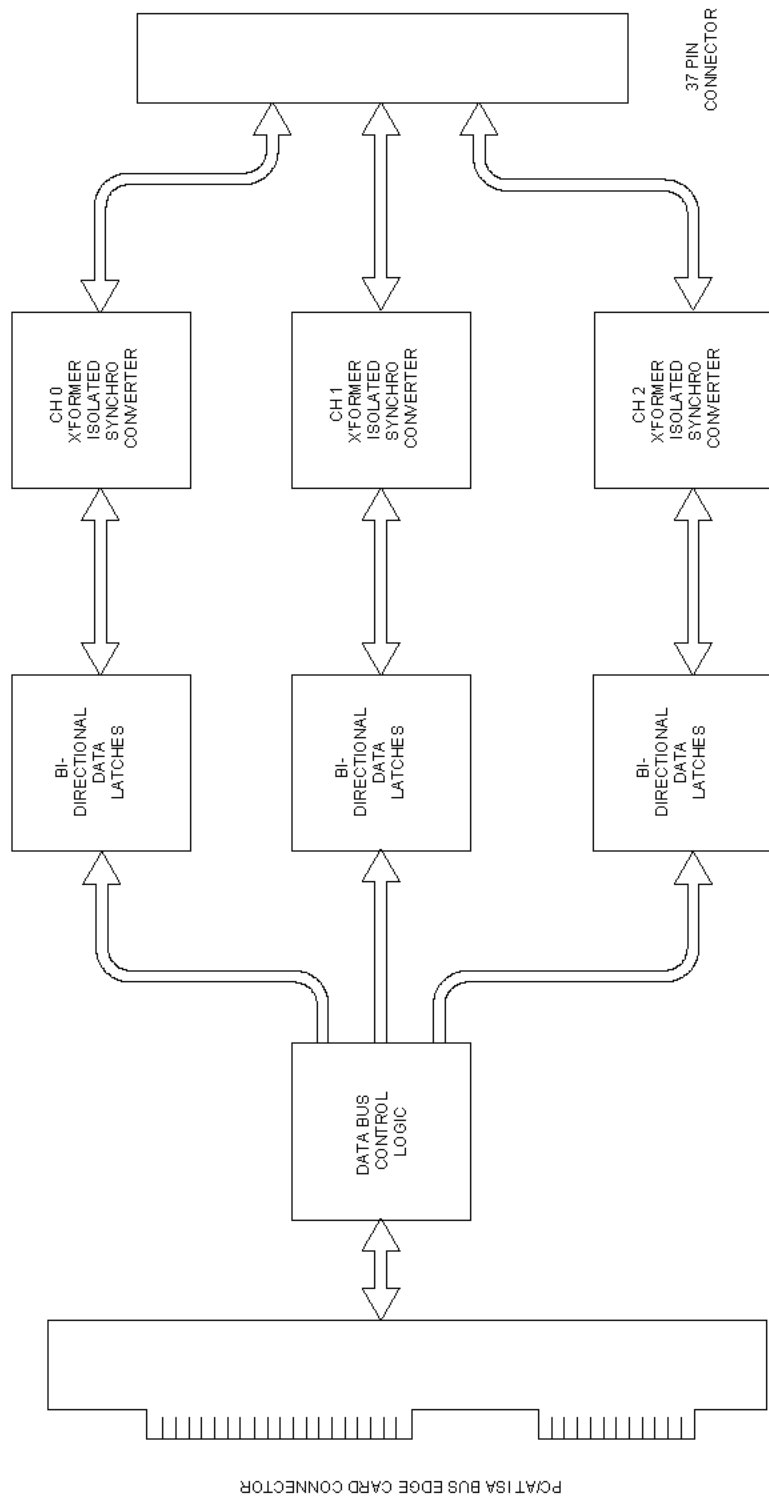 PC/AT ISA BUS EDGE CARD CONNECTOR
DATA BUS
CONTROL
LOGIC
BI-
DIRECTIONAL
DATA
LATCHES
BI-
DIRECTIONAL
DATA
LATCHES
BI-
DIRECTIONAL
DATA
LATCHES
CH 0
X'FORMER
ISOLATED
SYNCHRO
CONVERTER
CH 1
X'FORMER
ISOLATED
SYNCHRO
CONVERTER
CH 2
X'FORMER
ISOLATED
SYNCHRO
CONVERTER
37 PIN
CONNECTOR